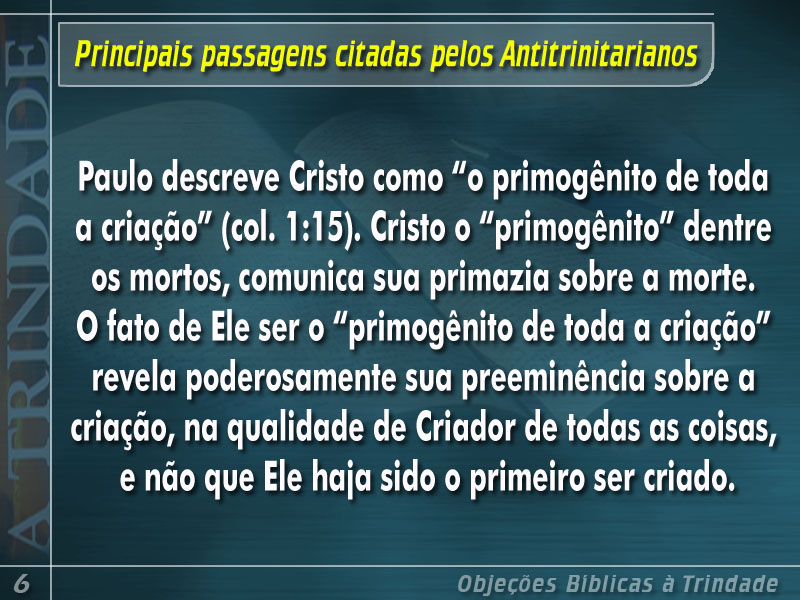 Principais passagens citadas pelos Antitrinitarianos
A TRINDADE
Paulo descreve Cristo como “o primogênito de toda
a criação” (col. 1:15). Cristo o “primogênito” dentre
os mortos, comunica sua primazia sobre a morte.
O fato de Ele ser o “primogênito de toda a criação”
revela poderosamente sua preeminência sobre a
criação, na qualidade de Criador de todas as coisas,
e não que Ele haja sido o primeiro ser criado.
6
Objeções Bíblicas à Trindade